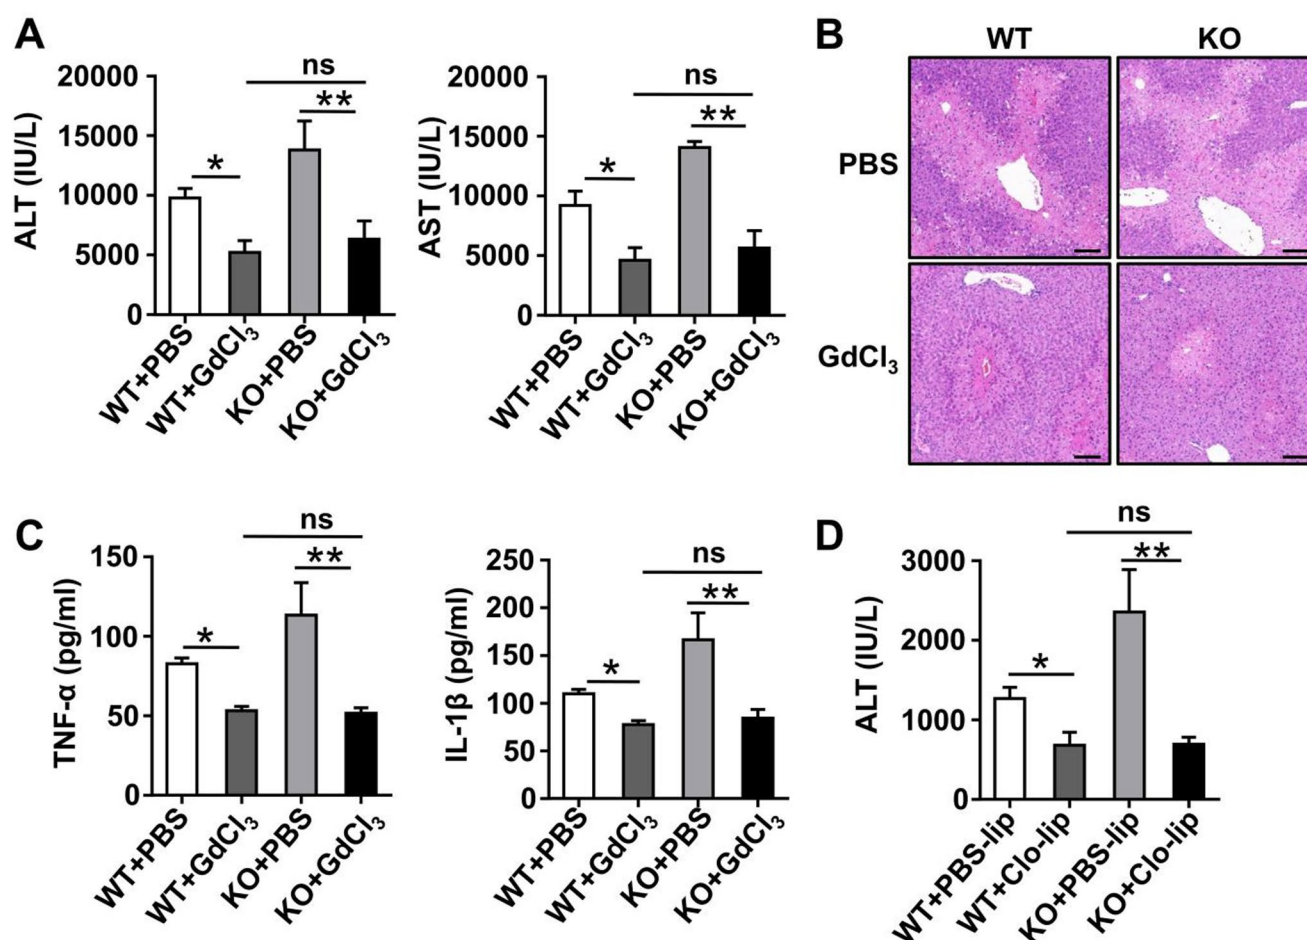 A
ALT (IU/L)
20000
15000
10000
5000
0
ns
*
**
WT+PBS
WT+GdCl₃
KO+PBS
KO+GdCl₃
AST (IU/L)
20000
15000
10000
5000
0
ns
*
**
WT+PBS
WT+GdCl₃
KO+PBS
KO+GdCl₃
B
WT
KO
PBS
GdCl₃
C
TNF-α (pg/ml)
150
100
50
0
ns
*
**
WT+PBS
WT+GdCl₃
KO+PBS
KO+GdCl₃
IL-1β (pg/ml)
250
200
150
100
50
0
ns
*
**
WT+PBS
WT+GdCl₃
KO+PBS
KO+GdCl₃
D
ALT (IU/L)
3000
2000
1000
0
ns
*
**
WT+PBS-lip
WT+Clo-lip
KO+PBS-lip
KO+Clo-lip